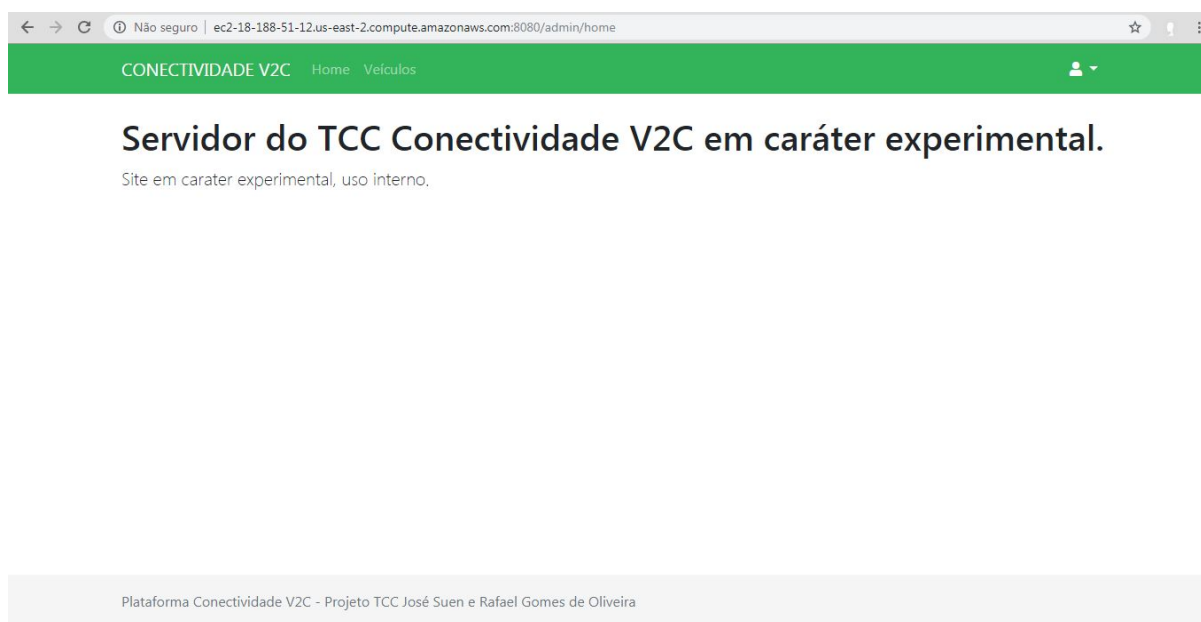 Não seguro | ec2-18-188-51-12.us-east-2.compute.amazonaws.com:8080/admin/home
CONECTIVIDADE V2C Home Veículos
Servidor do TCC Conectividade V2C em caráter experimental.
Site em carater experimental, uso interno.
Plataforma Conectividade V2C - Projeto TCC José Suen e Rafael Gomes de Oliveira